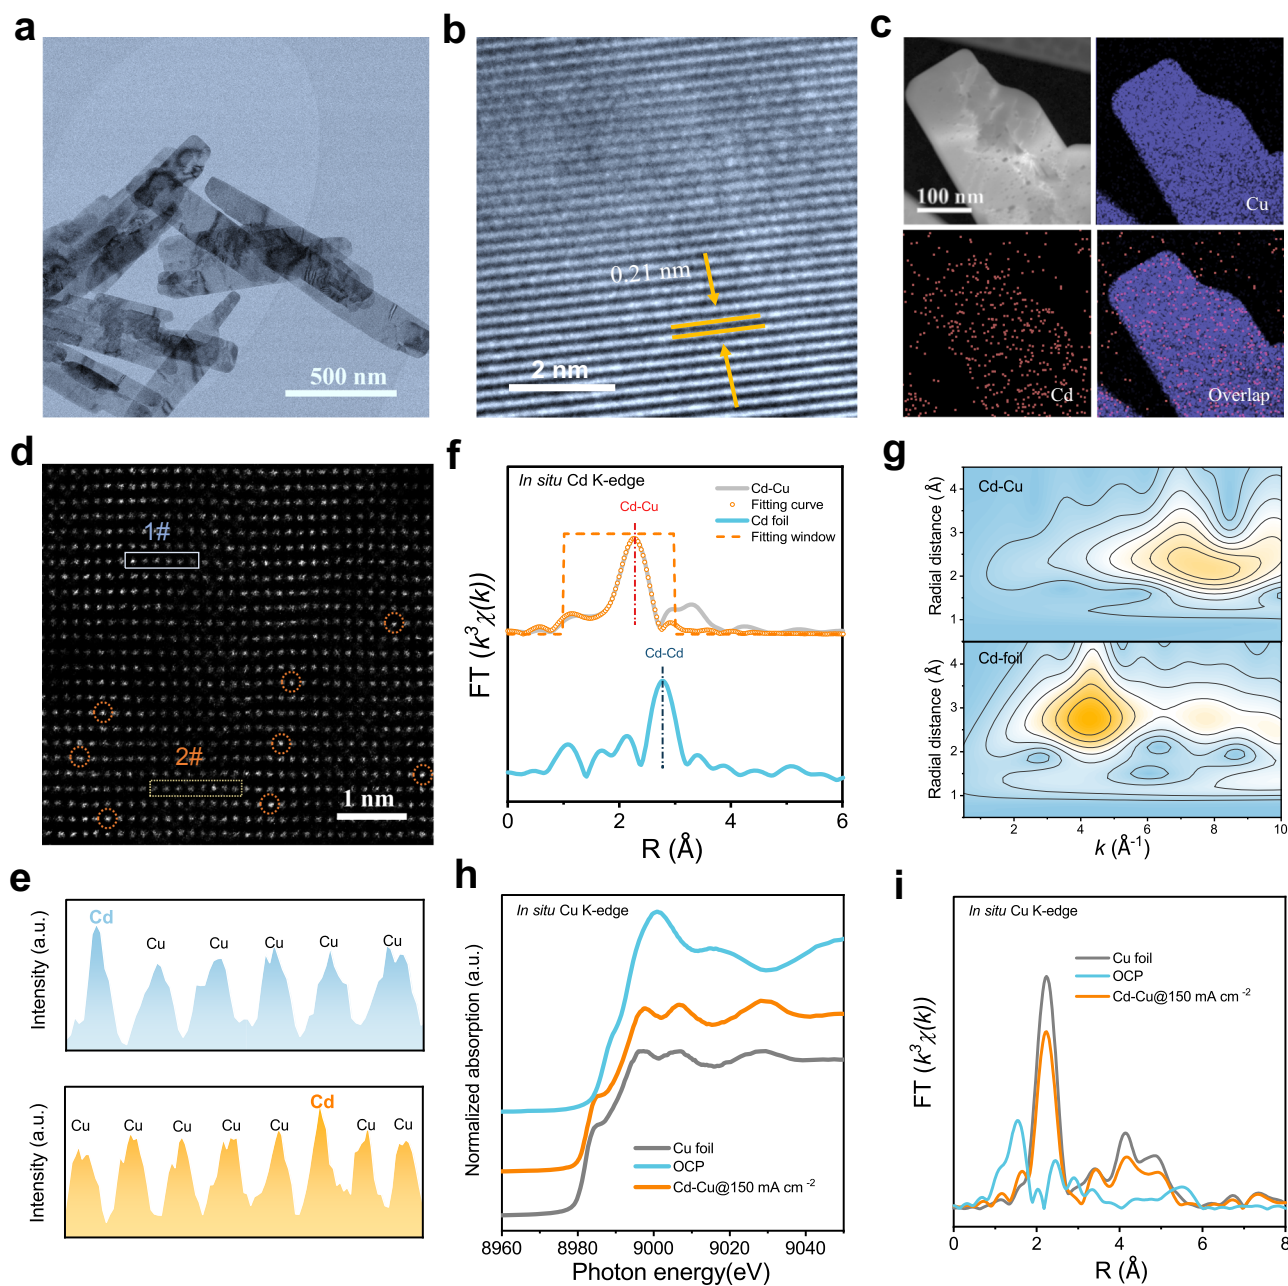 a
500 nm
b
0.21 nm
2 nm
c
100 nm
Cu
Cd
Overlap
d
1#
2#
1 nm
e
Intensity (a.u.)
Cd
Cu
Cu
Cu
Cu
Cu
Intensity (a.u.)
Cu
Cu
Cu
Cu
Cu
Cd
Cu
Cu
f
In situ Cd K-edge
Cd-Cu
Fitting curve
Cd foil
Fitting window
Cd-Cu
Cd-Cd
FT (k³χ(k))
0
2
4
6
R (Å)
g
Cd-Cu
Radial distance (Å)
4
3
2
1
Cd-foil
Radial distance (Å)
4
3
2
1
2
4
6
8
10
k (Å⁻¹)
h
In situ Cu K-edge
Normalized absorption (a.u.)
Cu foil
OCP
Cd-Cu@150 mA cm⁻²
8960
8980
9000
9020
9040
Photon energy(eV)
i
In situ Cu K-edge
Cu foil
OCP
Cd-Cu@150 mA cm⁻²
FT (k³χ(k))
0
2
4
6
8
R (Å)